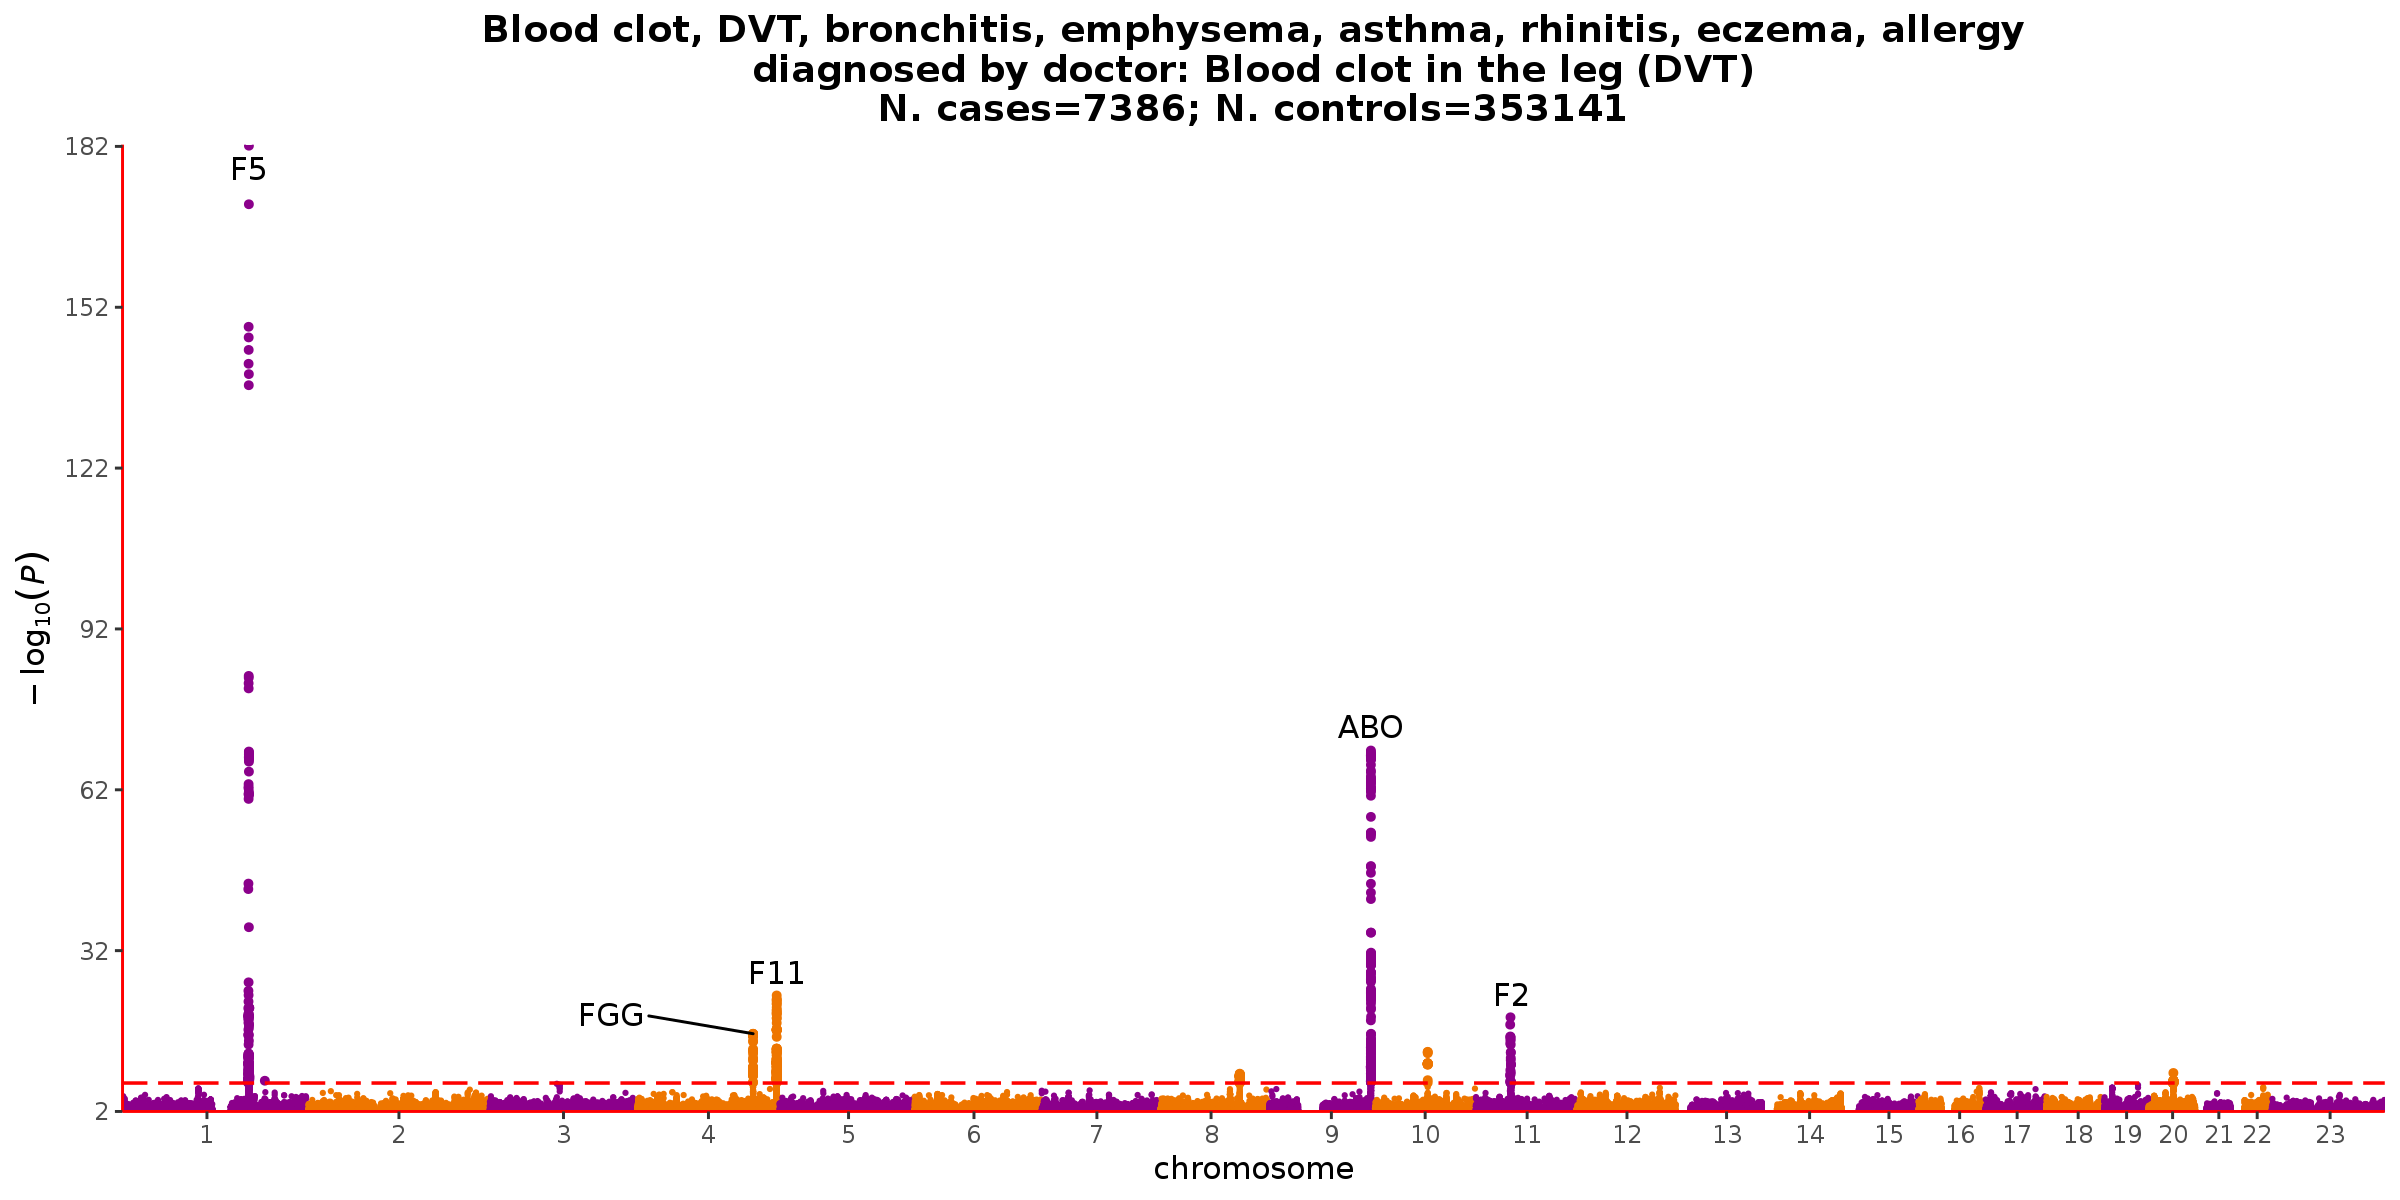 Blood clot, DVT, bronchitis, emphysema, asthma, rhinitis, eczema, allergy
diagnosed by doctor: Blood clot in the leg (DVT)
N. cases=7386; N. controls=353141
182
152
122
92
62
32
2
− log10(P)
F5
FGG
F11
ABO
F2
1 2 3 4 5 6 7 8 9 10 11 12 13 14 15 16 17 18 19 20 21 22 23
chromosome